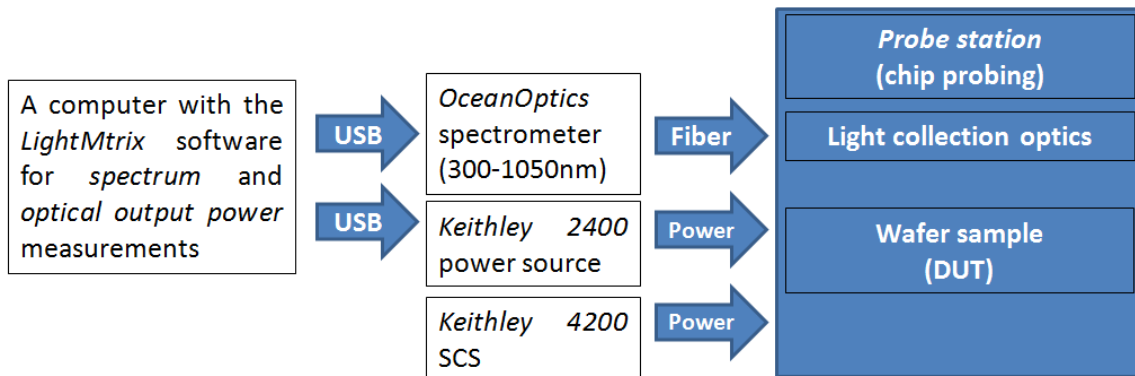 A computer with the
LightMtrix software
for spectrum and
optical output power
measurements
USB
USB
OceanOptics
spectrometer
(300-1050nm)
Keithley 2400
power source
Keithley 4200
SCS
Fiber
Power
Power
Probe station
(chip probing)
Light collection optics
Wafer sample
(DUT)